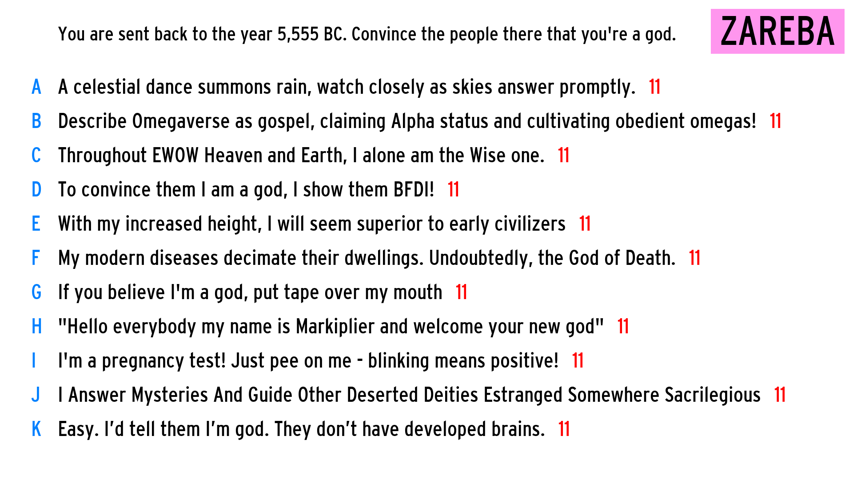 You are sent back to the year 5,555 BC. Convince the people there that you're a god.
ZAREBA
A A celestial dance summons rain, watch closely as skies answer promptly. 11
B Describe Omegaverse as gospel, claiming Alpha status and cultivating obedient omegas! 11
C Throughout EWOW Heaven and Earth, I alone am the Wise one. 11
D To convince them I am a god, I show them BFDI! 11
E With my increased height, I will seem superior to early civilizers 11
F My modern diseases decimate their dwellings. Undoubtedly, the God of Death. 11
G If you believe I'm a god, put tape over my mouth 11
H "Hello everybody my name is Markiplier and welcome your new god" 11
I I'm a pregnancy test! Just pee on me - blinking means positive! 11
J I Answer Mysteries And Guide Other Deserted Deities Estranged Somewhere Sacrilegious 11
K Easy. I’d tell them I’m god. They don’t have developed brains. 11